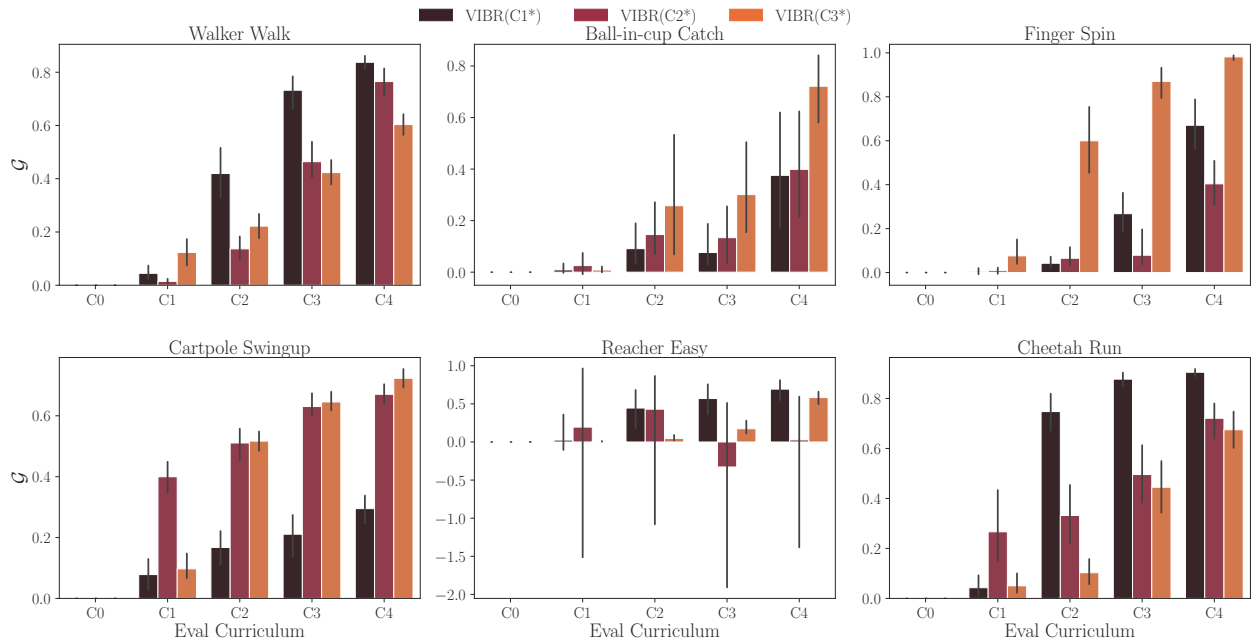 VIBR(C1*) VIBR(C2*) VIBR(C3*)
Walker Walk
Ball-in-cup Catch
Finger Spin
𝒢
0.8
0.6
0.4
0.2
0.0
C0 C1 C2 C3 C4
0.8
0.6
0.4
0.2
0.0
C0 C1 C2 C3 C4
1.0
0.8
0.6
0.4
0.2
0.0
C0 C1 C2 C3 C4
Cartpole Swingup
Reacher Easy
Cheetah Run
𝒢
0.6
0.4
0.2
0.0
C0 C1 C2 C3 C4
Eval Curriculum
1.0
0.5
0.0
−0.5
−1.0
−1.5
−2.0
C0 C1 C2 C3 C4
Eval Curriculum
0.8
0.6
0.4
0.2
0.0
C0 C1 C2 C3 C4
Eval Curriculum